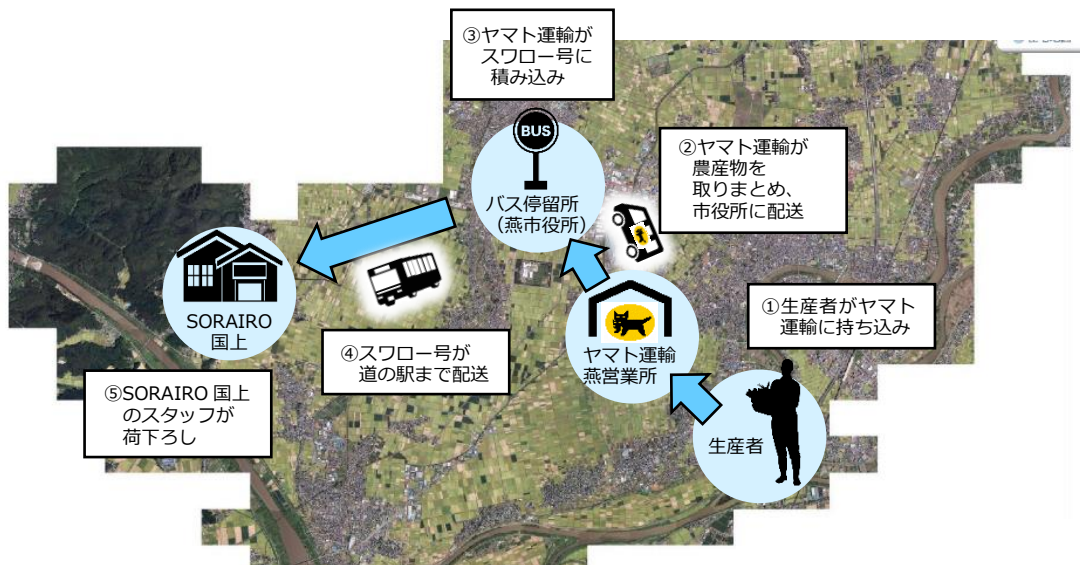 ③ヤマト運輸が
スワロー号に
積み込み
BUS
バス停留所
（燕市役所）
②ヤマト運輸が
農産物を
取りまとめ、
市役所に配送
SORAIRO
国上
①生産者がヤマト
運輸に持ち込み
④スワロー号が
道の駅まで配送
ヤマト運輸
燕営業所
⑤SORAIRO 国上
のスタッフが
荷下ろし
生産者